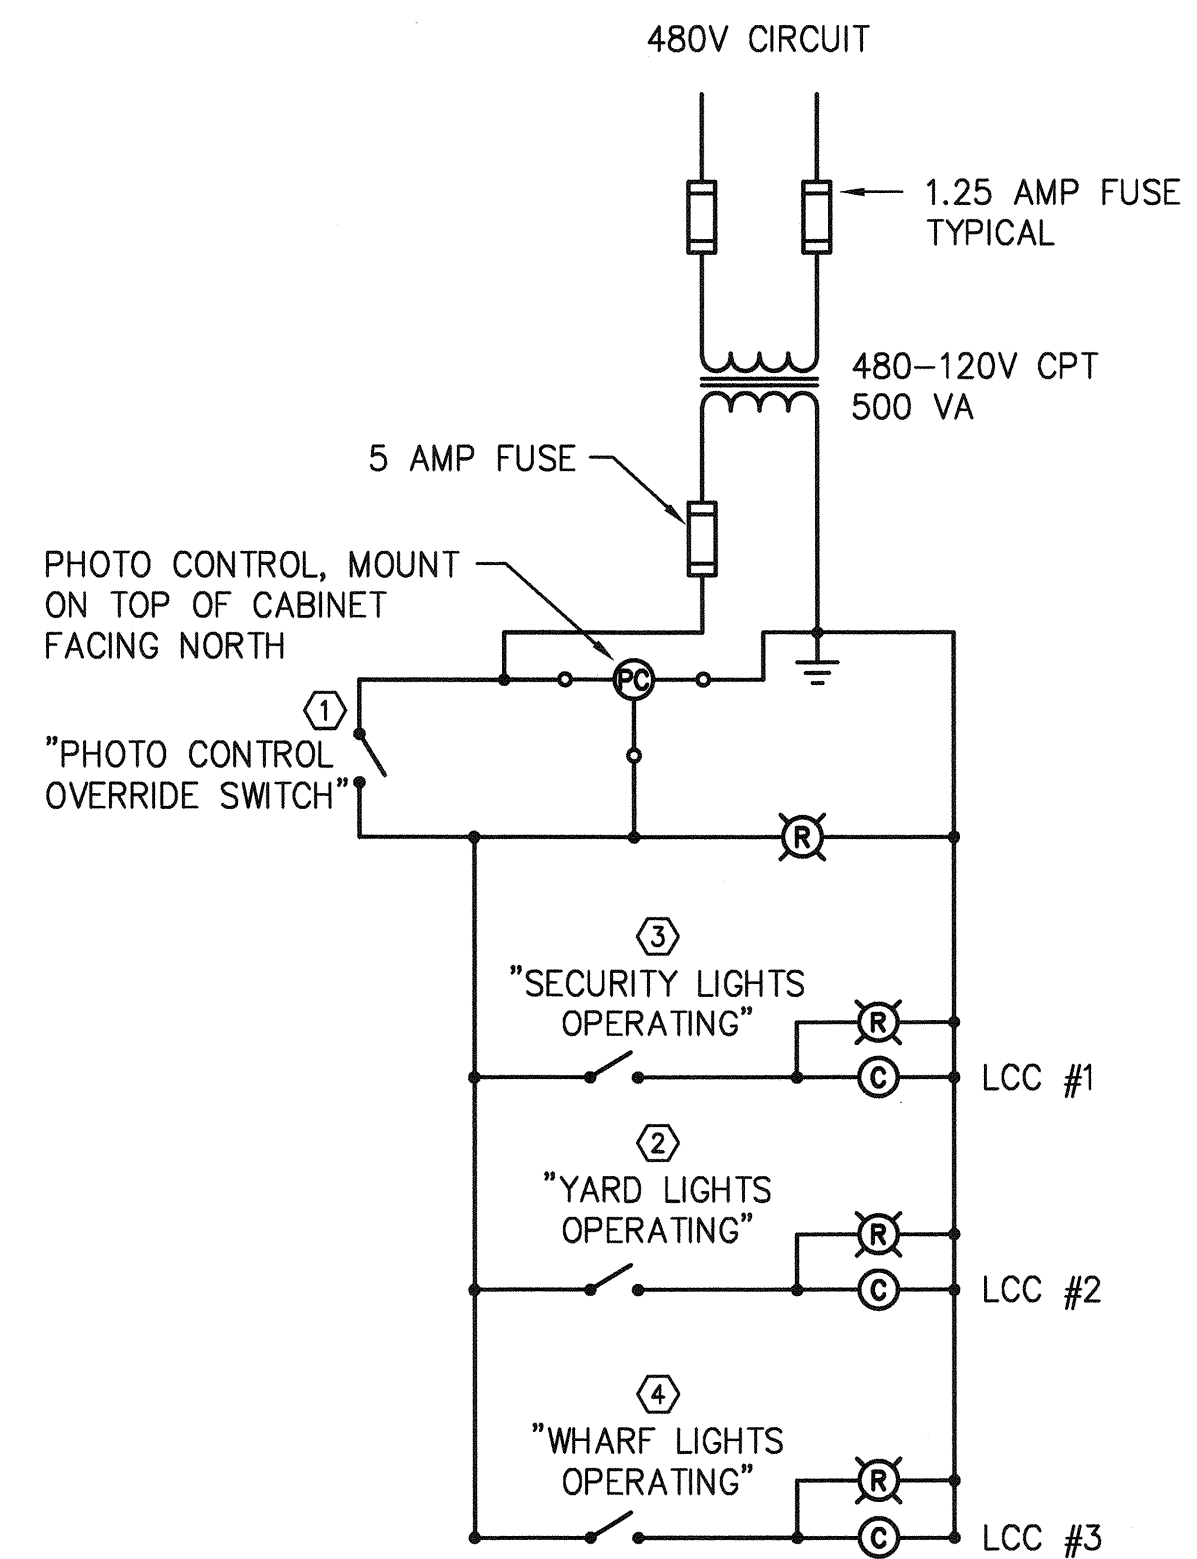 480V CIRCUIT
1.25 AMP FUSE
TYPICAL
480-120V CPT
500 VA
5 AMP FUSE
PHOTO CONTROL, MOUNT
ON TOP OF CABINET
FACING NORTH
PC
1
"PHOTO CONTROL
OVERRIDE SWITCH"
R
3
"SECURITY LIGHTS
OPERATING"
R
C
LCC #1
2
"YARD LIGHTS
OPERATING"
R
C
LCC #2
4
"WHARF LIGHTS
OPERATING"
R
C
LCC #3